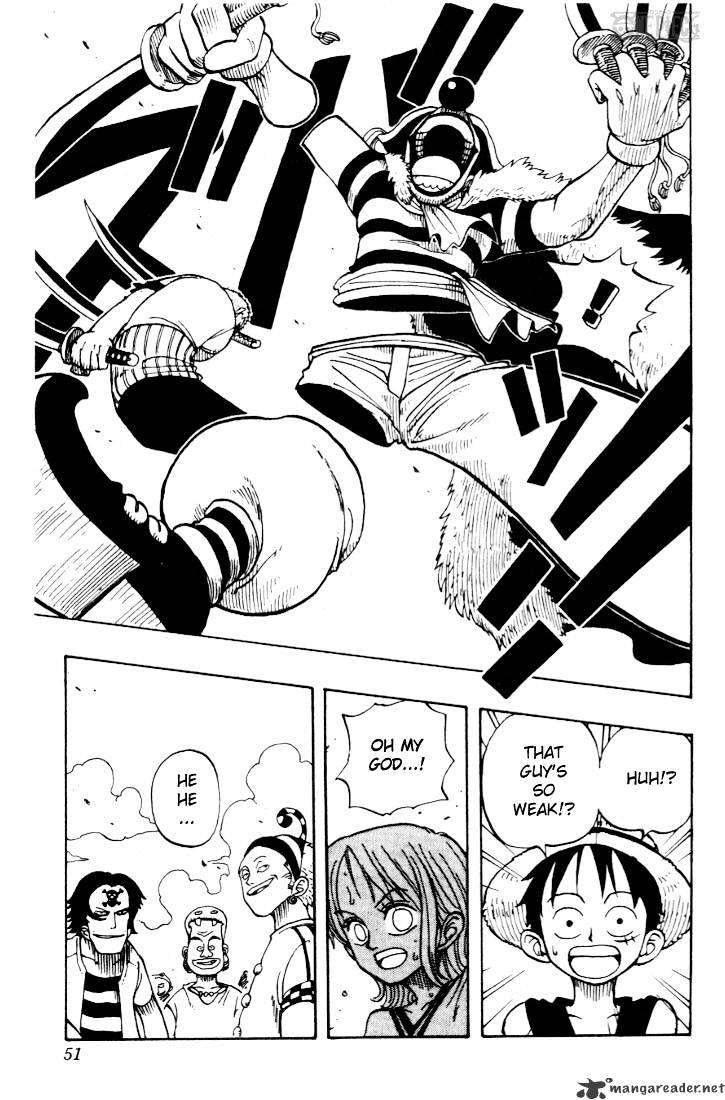 !
HUH!?
THAT
GUY'S
SO
WEAK!?
OH MY
GOD...!
HE
HE
...
51
mangareader.net